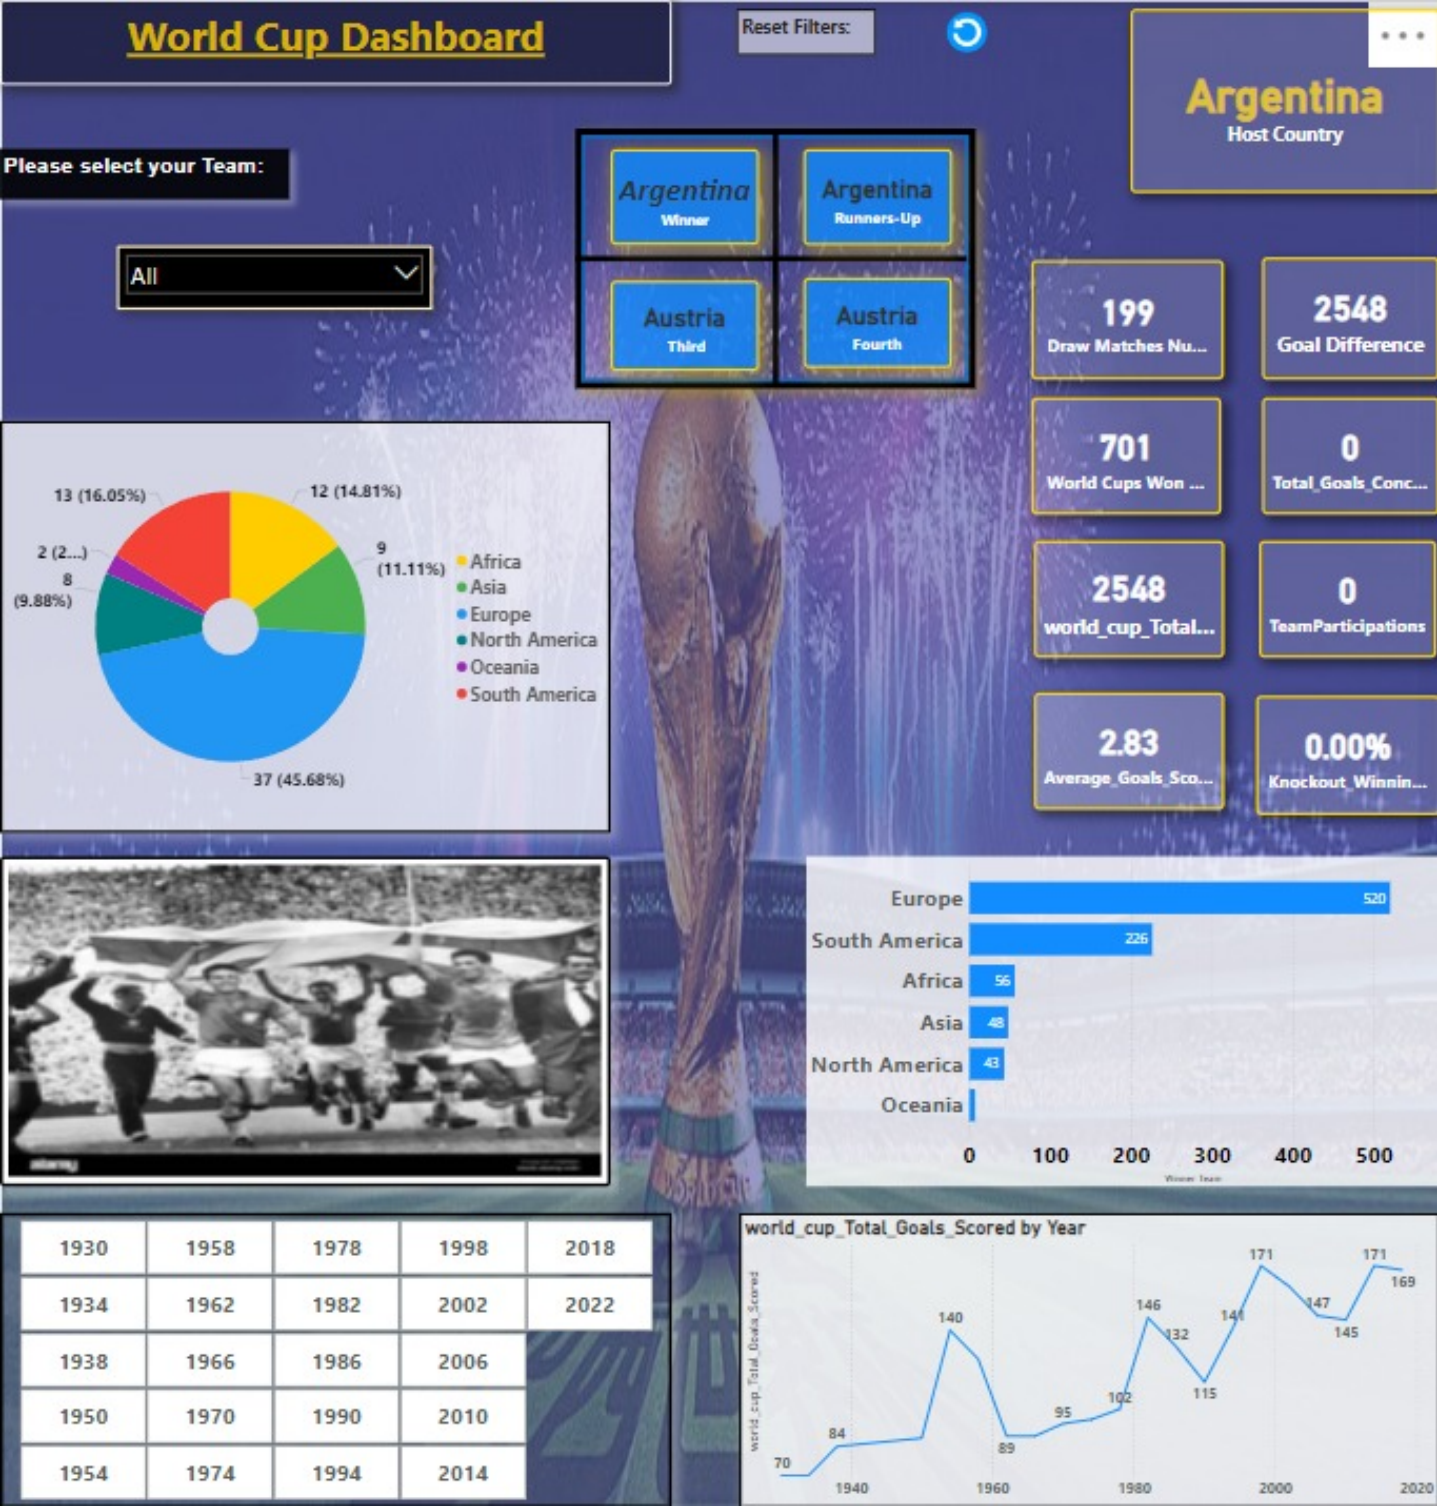 World Cup Dashboard
Reset Filters:
Argentina
Host Country
Please select your Team:
All
Argentina
Winner
Argentina
Runners-Up
Austria
Third
Austria
Fourth
199
Draw Matches Nu...
2548
Goal Difference
701
World Cups Won ...
0
Total_Goals_Conc...
2548
world_cup_Total...
0
TeamParticipations
2.83
Average_Goals_Sco...
0.00%
Knockout_Winnin...
13 (16.05%)
12 (14.81%)
2 (2...)
9
(11.11%)
8
(9.88%)
37 (45.68%)
Africa
Asia
Europe
North America
Oceania
South America
alamy
Europe 520
South America 226
Africa 56
Asia 48
North America 43
Oceania
0 100 200 300 400 500
Winner Team
1930 1958 1978 1998 2018
1934 1962 1982 2002 2022
1938 1966 1986 2006
1950 1970 1990 2010
1954 1974 1994 2014
world_cup_Total_Goals_Scored by Year
world_cup_Total_Goals_Scored
70
84
140
89
95
102
146
132
115
141
171
147
145
171
169
1940 1960 1980 2000 2020